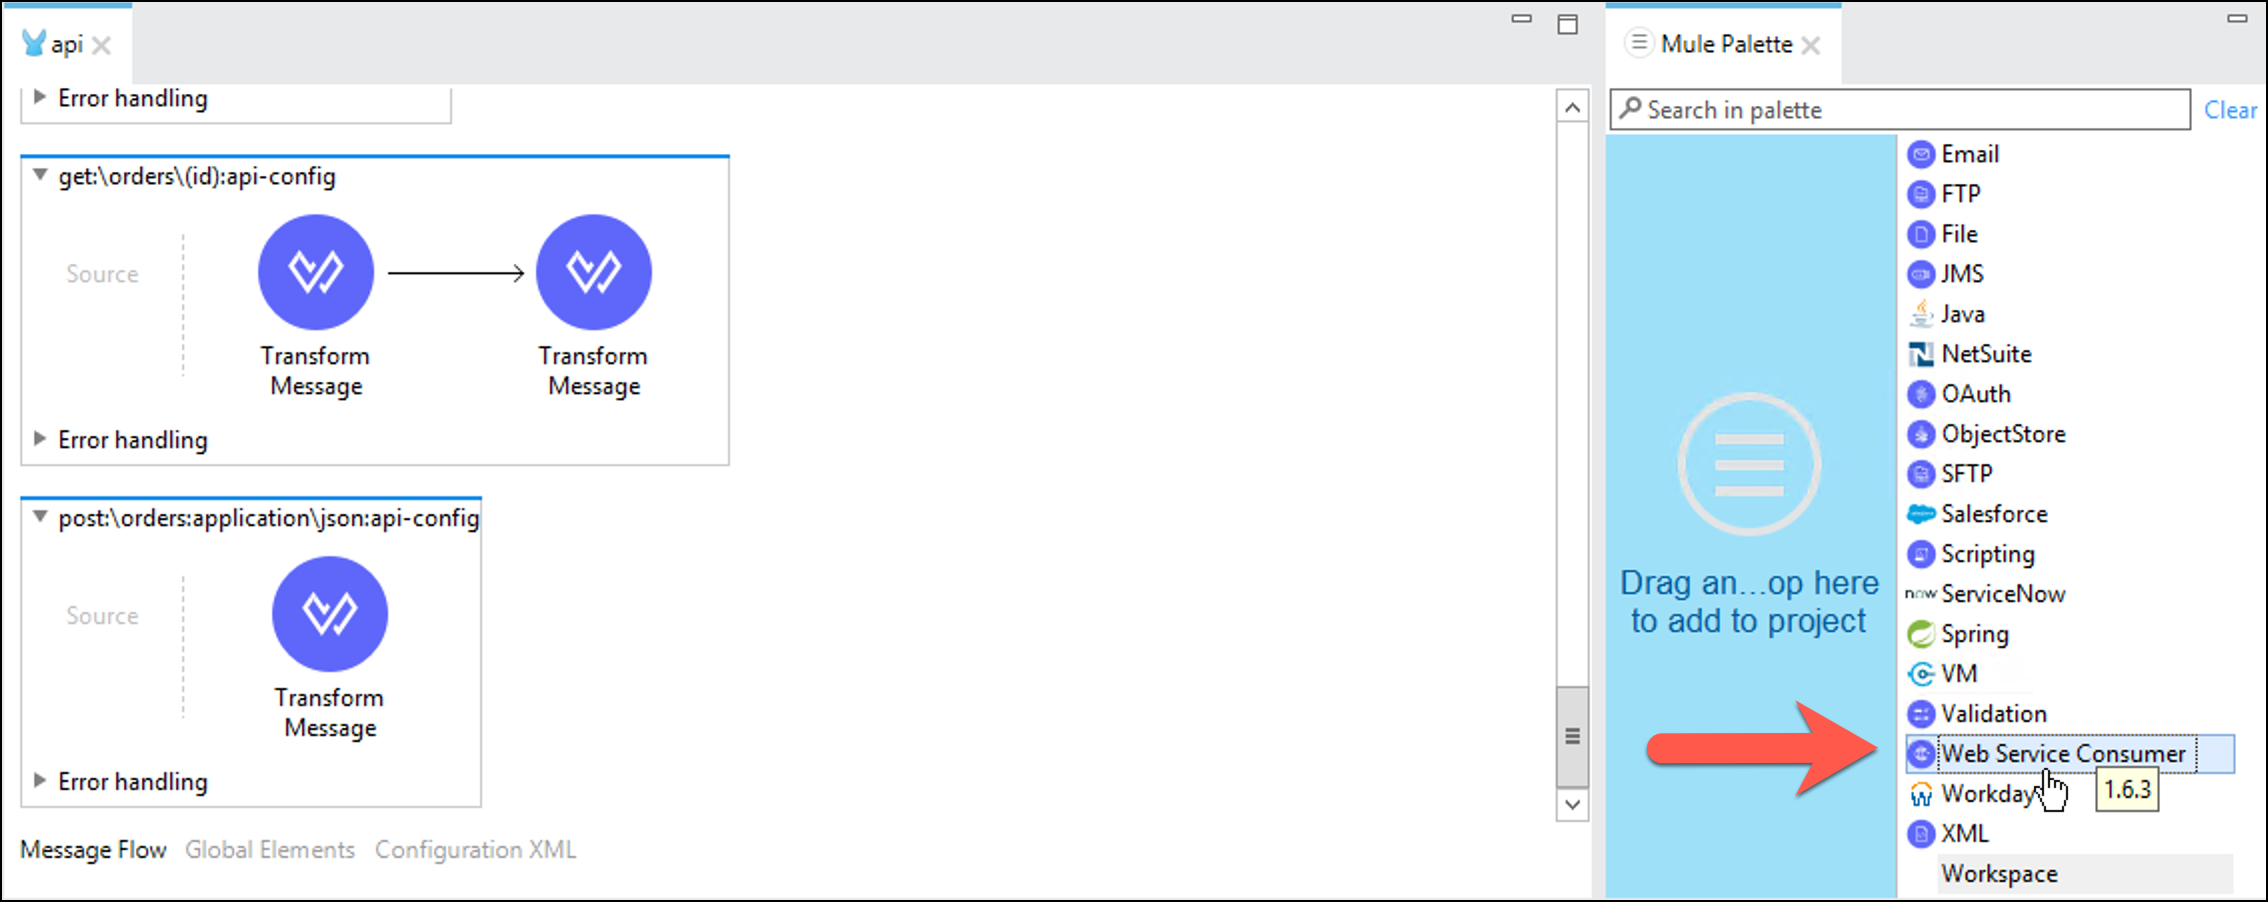 api
Error handling
get:\orders\(id):api-config
Source
Transform
Message
Transform
Message
Error handling
post:\orders:application\json:api-config
Source
Transform
Message
Error handling
Message Flow
Global Elements
Configuration XML
Mule Palette
Search in palette
Clear
Drag an...op here
to add to project
Email
FTP
File
JMS
Java
NetSuite
OAuth
ObjectStore
SFTP
Salesforce
Scripting
now ServiceNow
Spring
VM
Validation
Web Service Consumer
1.6.3
Workday
XML
Workspace